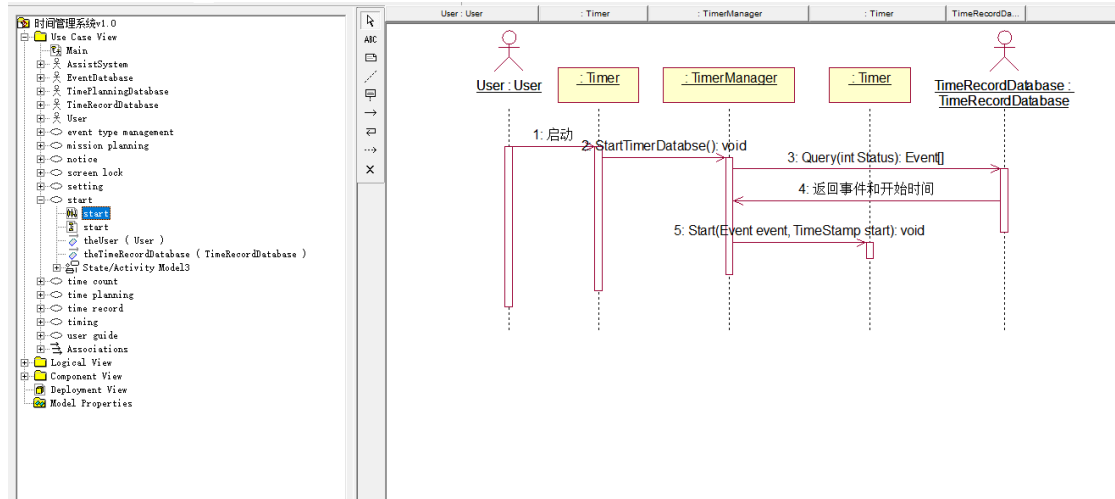 时间管理系统v1.0
Use Case View
Main
AssistSystem
EventDatabase
TimePlanningDatabase
TimeRecordDatabase
User
event type management
mission planning
notice
screen lock
setting
start
start
start
theUser ( User )
theTimeRecordDatabase ( TimeRecordDatabase )
State/Activity Model3
time count
time planning
time record
timing
user guide
Associations
Logical View
Component View
Deployment View
Model Properties
ABC
User : User
: Timer
: TimerManager
: Timer
TimeRecordDa...
User : User
: Timer
: TimerManager
: Timer
TimeRecordDatabase :
TimeRecordDatabase
1: 启动
2: StartTimerDatabse(): void
3: Query(int Status): Event[]
4: 返回事件和开始时间
5: Start(Event event, TimeStamp start): void